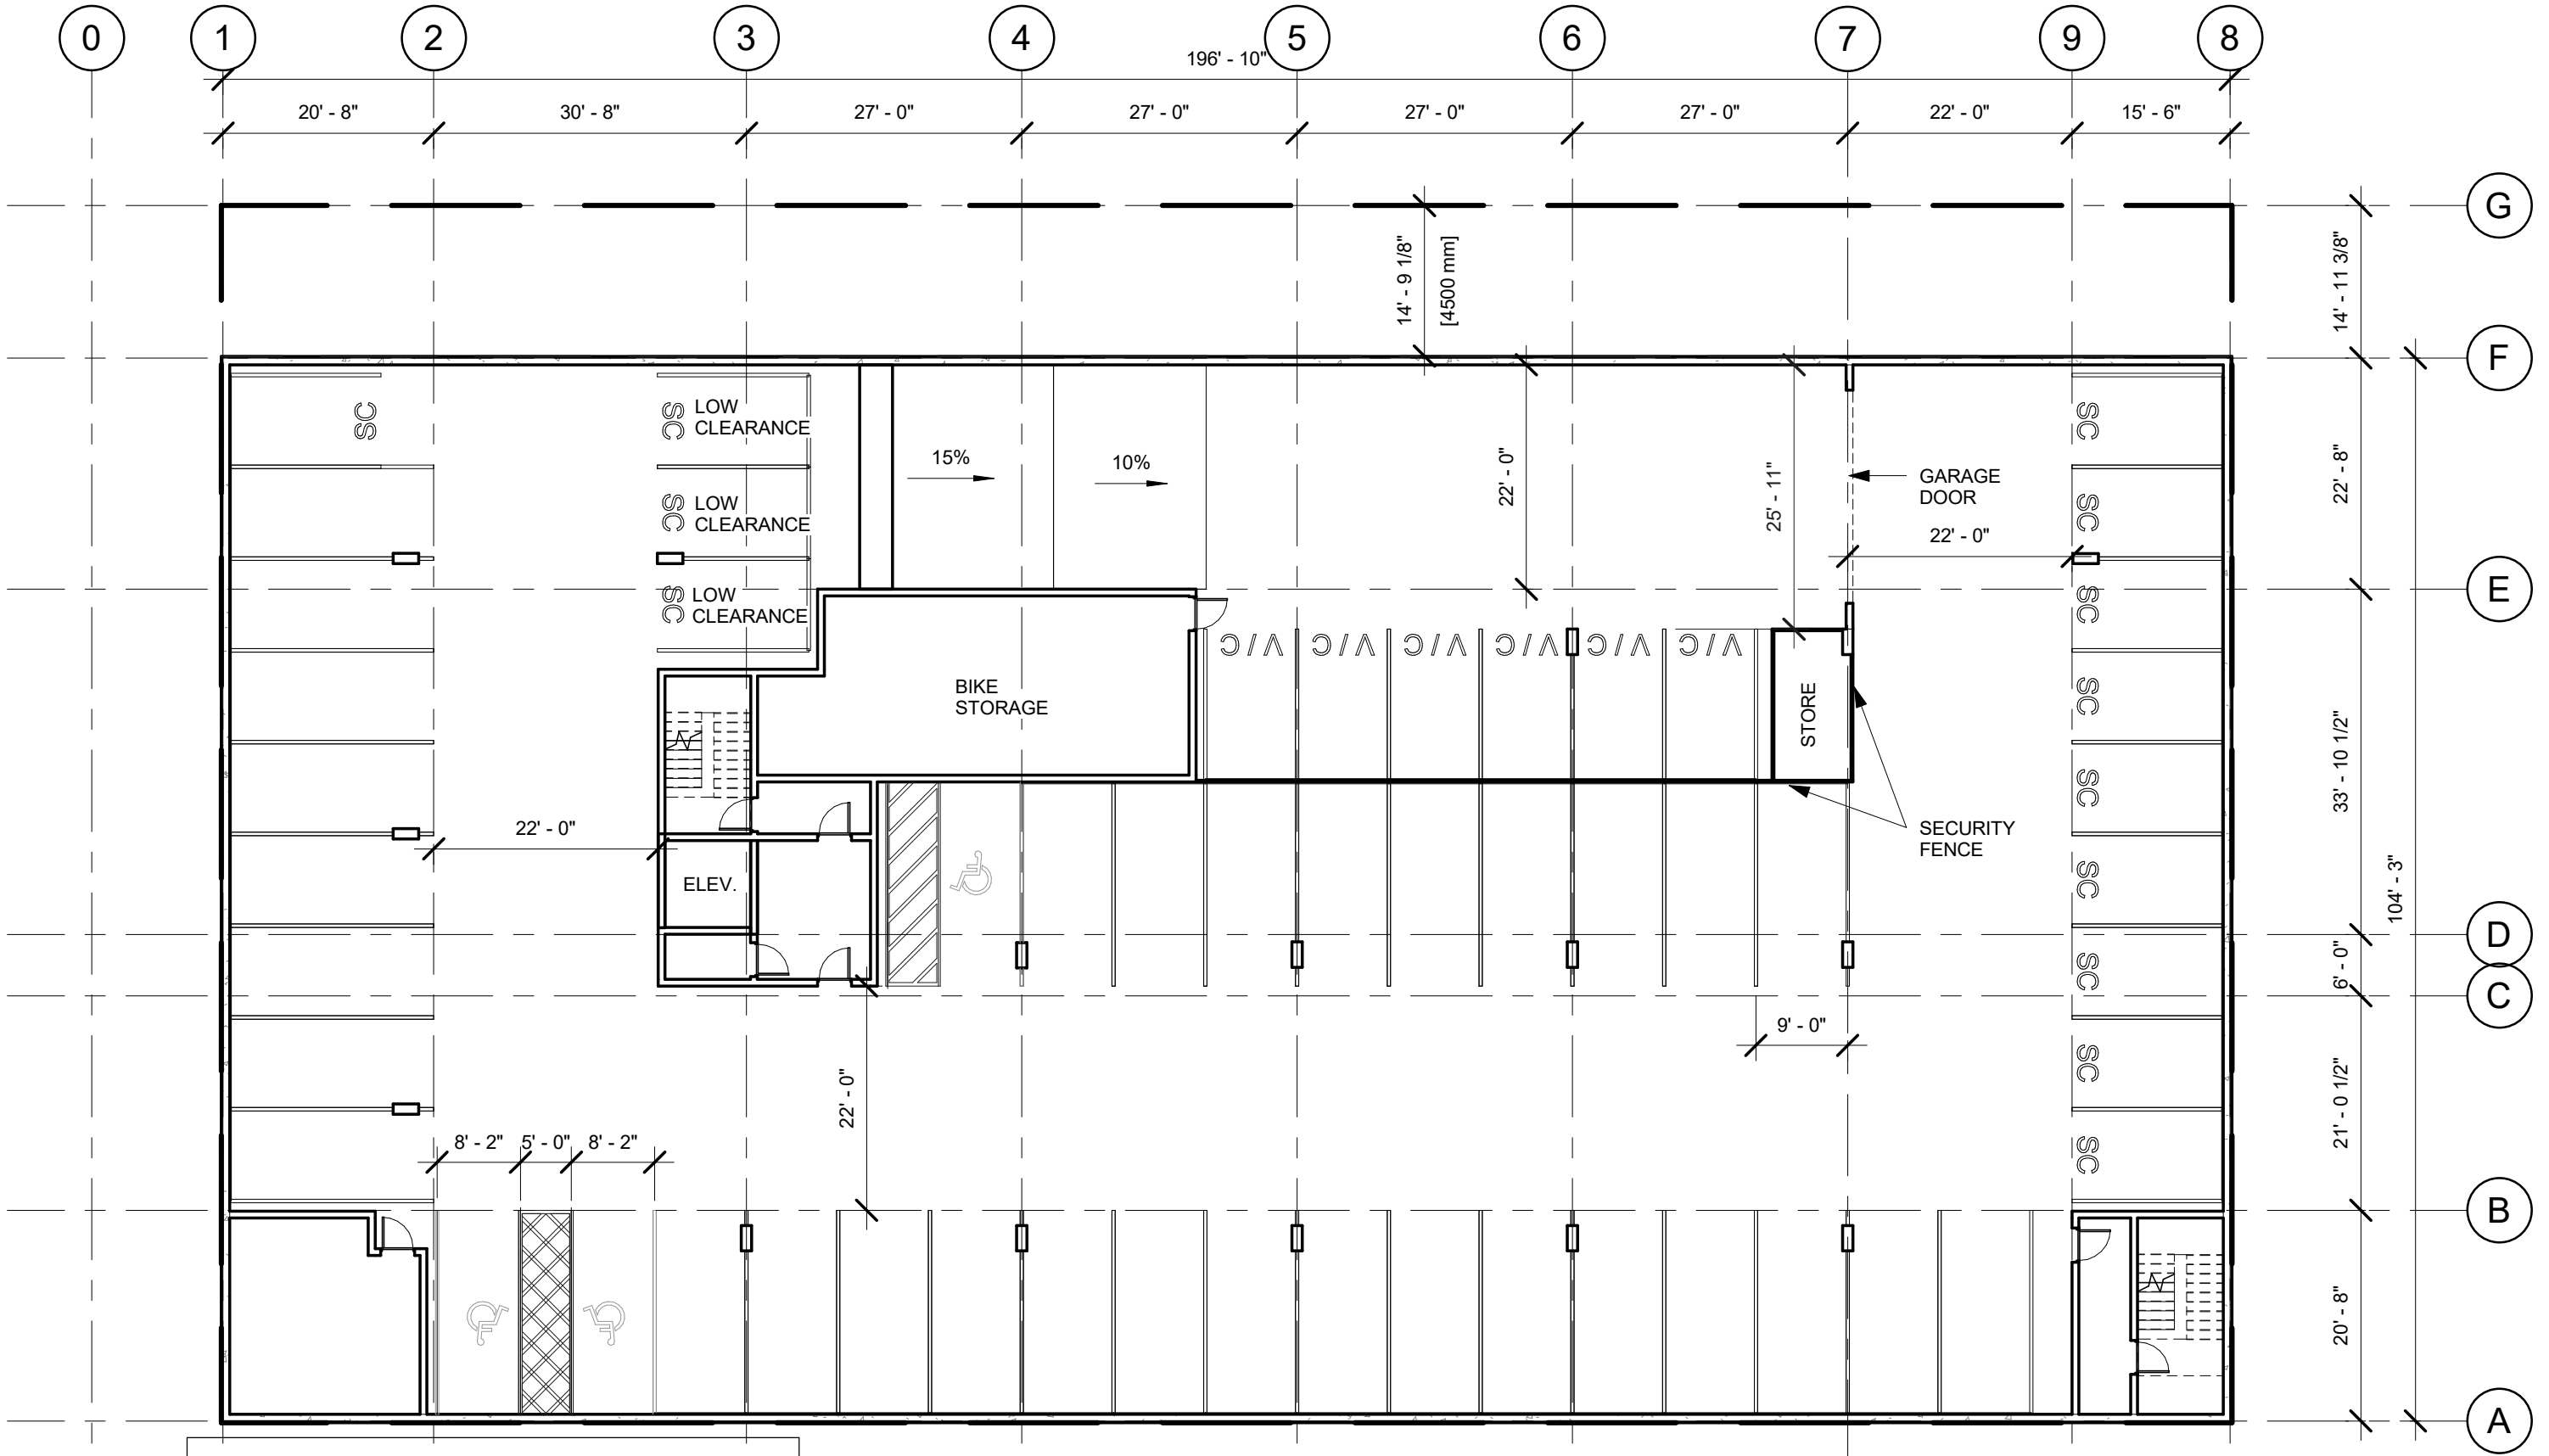 0 1 2 3 4 5 6 7 9 8
196' - 10"
20' - 8" 30' - 8" 27' - 0" 27' - 0" 27' - 0" 27' - 0" 22' - 0" 15' - 6"
G
14' - 9 1/8"
[4500 mm]
14' - 11 3/8"
F
SC
SC
LOW
CLEARANCE
SC
LOW
CLEARANCE
SC
LOW
CLEARANCE
15%
10%
22' - 0"
25' - 11"
GARAGE
DOOR
22' - 0"
SC
SC
SC
SC
SC
SC
SC
SC
SC
22' - 8"
E
V/C V/C V/C V/C V/C V/C
BIKE
STORAGE
STORE
33' - 10 1/2"
SECURITY
FENCE
22' - 0"
ELEV.
104' - 3"
D
6' - 0"
C
9' - 0"
22' - 0"
21' - 0 1/2"
8' - 2" 5' - 0" 8' - 2"
B
20' - 8"
A